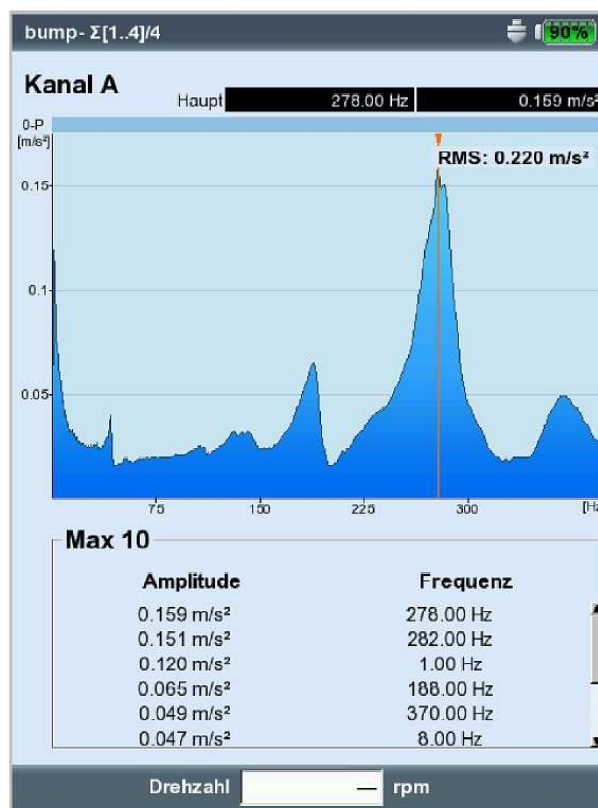 bump- Σ[1..4]/4
90%
Kanal A
Haupt 278.00 Hz 0.159 m/s²
0-P
[m/s²]
RMS: 0.220 m/s²
0.15
0.1
0.05
75 150 225 300 [Hz
Max 10
Amplitude Frequenz
0.159 m/s² 278.00 Hz
0.151 m/s² 282.00 Hz
0.120 m/s² 1.00 Hz
0.065 m/s² 188.00 Hz
0.049 m/s² 370.00 Hz
0.047 m/s² 8.00 Hz
Drehzahl — rpm